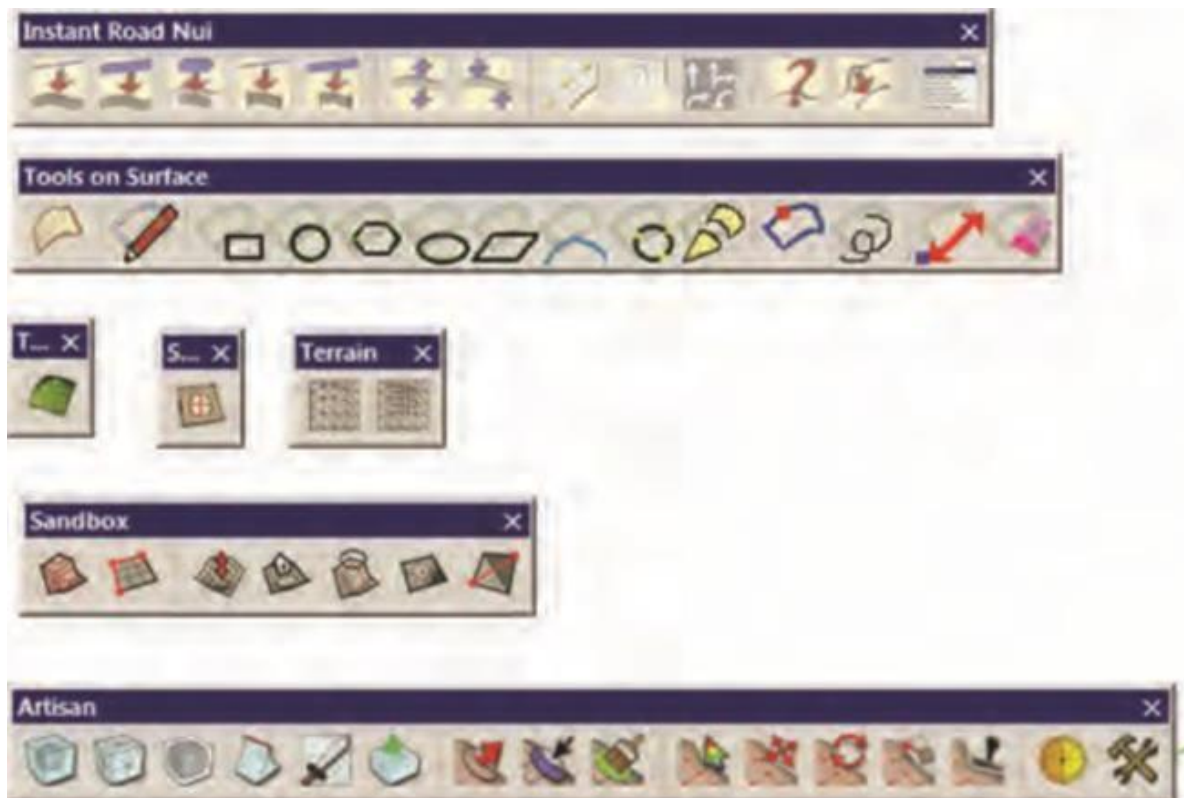 Instant Road Nui
Tools on Surface
T...
S...
Terrain
Sandbox
Artisan